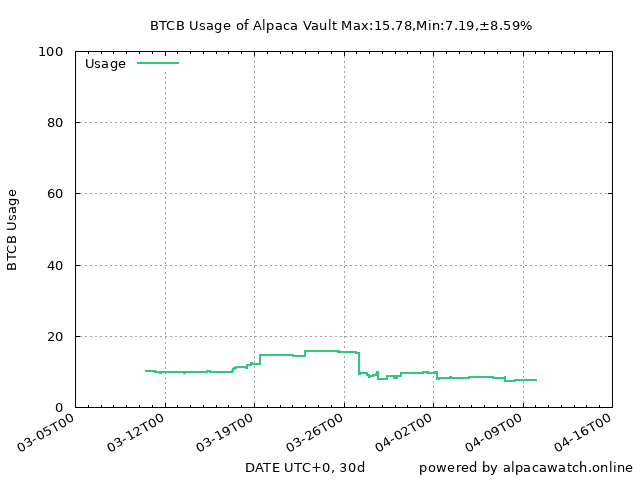 BTCB Usage of Alpaca Vault Max:15.78,Min:7.19,±8.59%
Usage
100
80
60
40
20
0
BTCB Usage
03-05T00 03-12T00 03-19T00 03-26T00 04-02T00 04-09T00 04-16T00
DATE UTC+0, 30d powered by alpacawatch.online